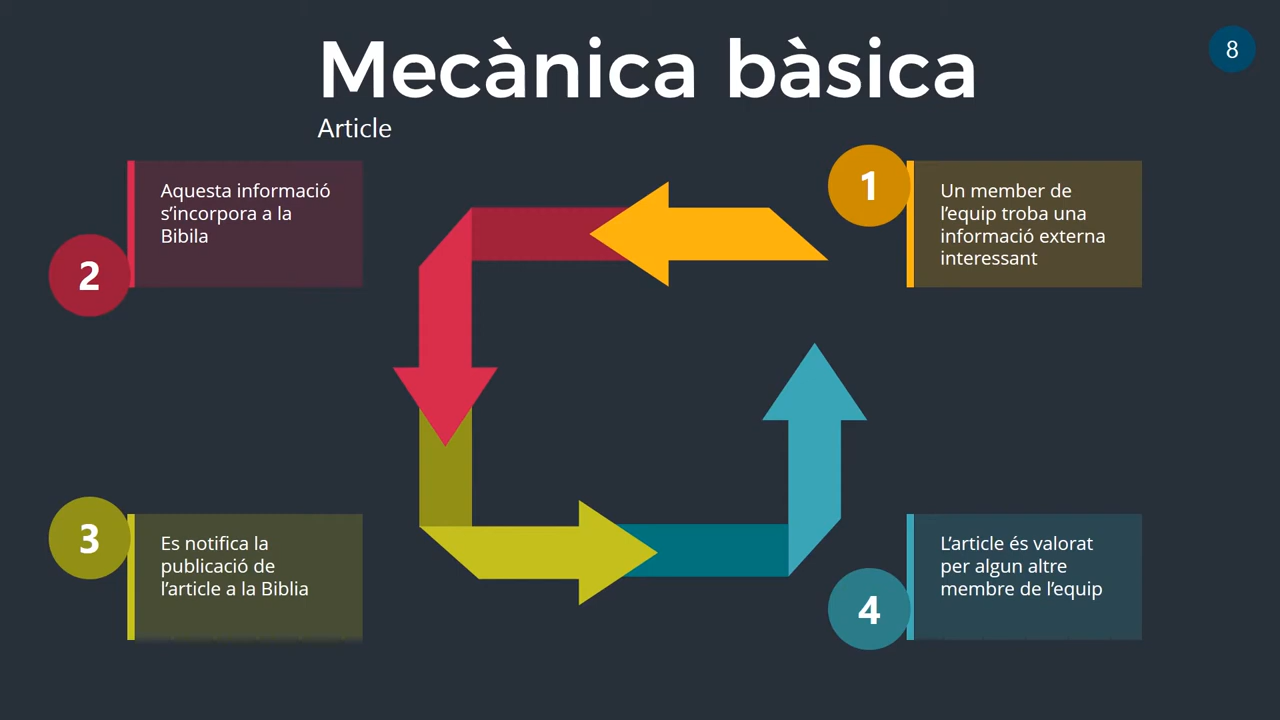 Mecànica bàsica
8
Article
1
Un member de
l’equip troba una
informació externa
interessant
2
Aquesta informació
s’incorpora a la
Bibila
3
Es notifica la
publicació de
l’article a la Biblia
4
L’article és valorat
per algun altre
membre de l’equip